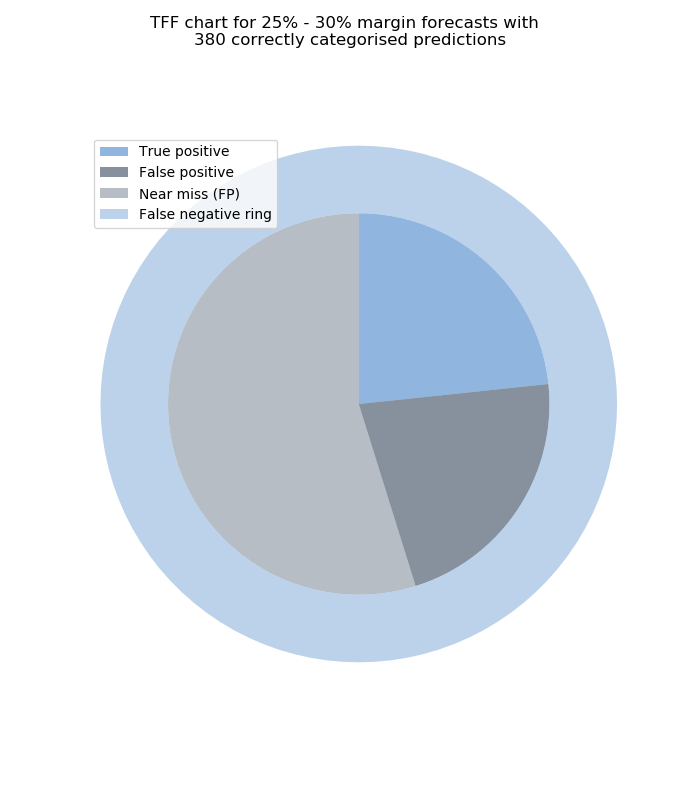 TFF chart for 25% - 30% margin forecasts with
380 correctly categorised predictions
True positive
False positive
Near miss (FP)
False negative ring